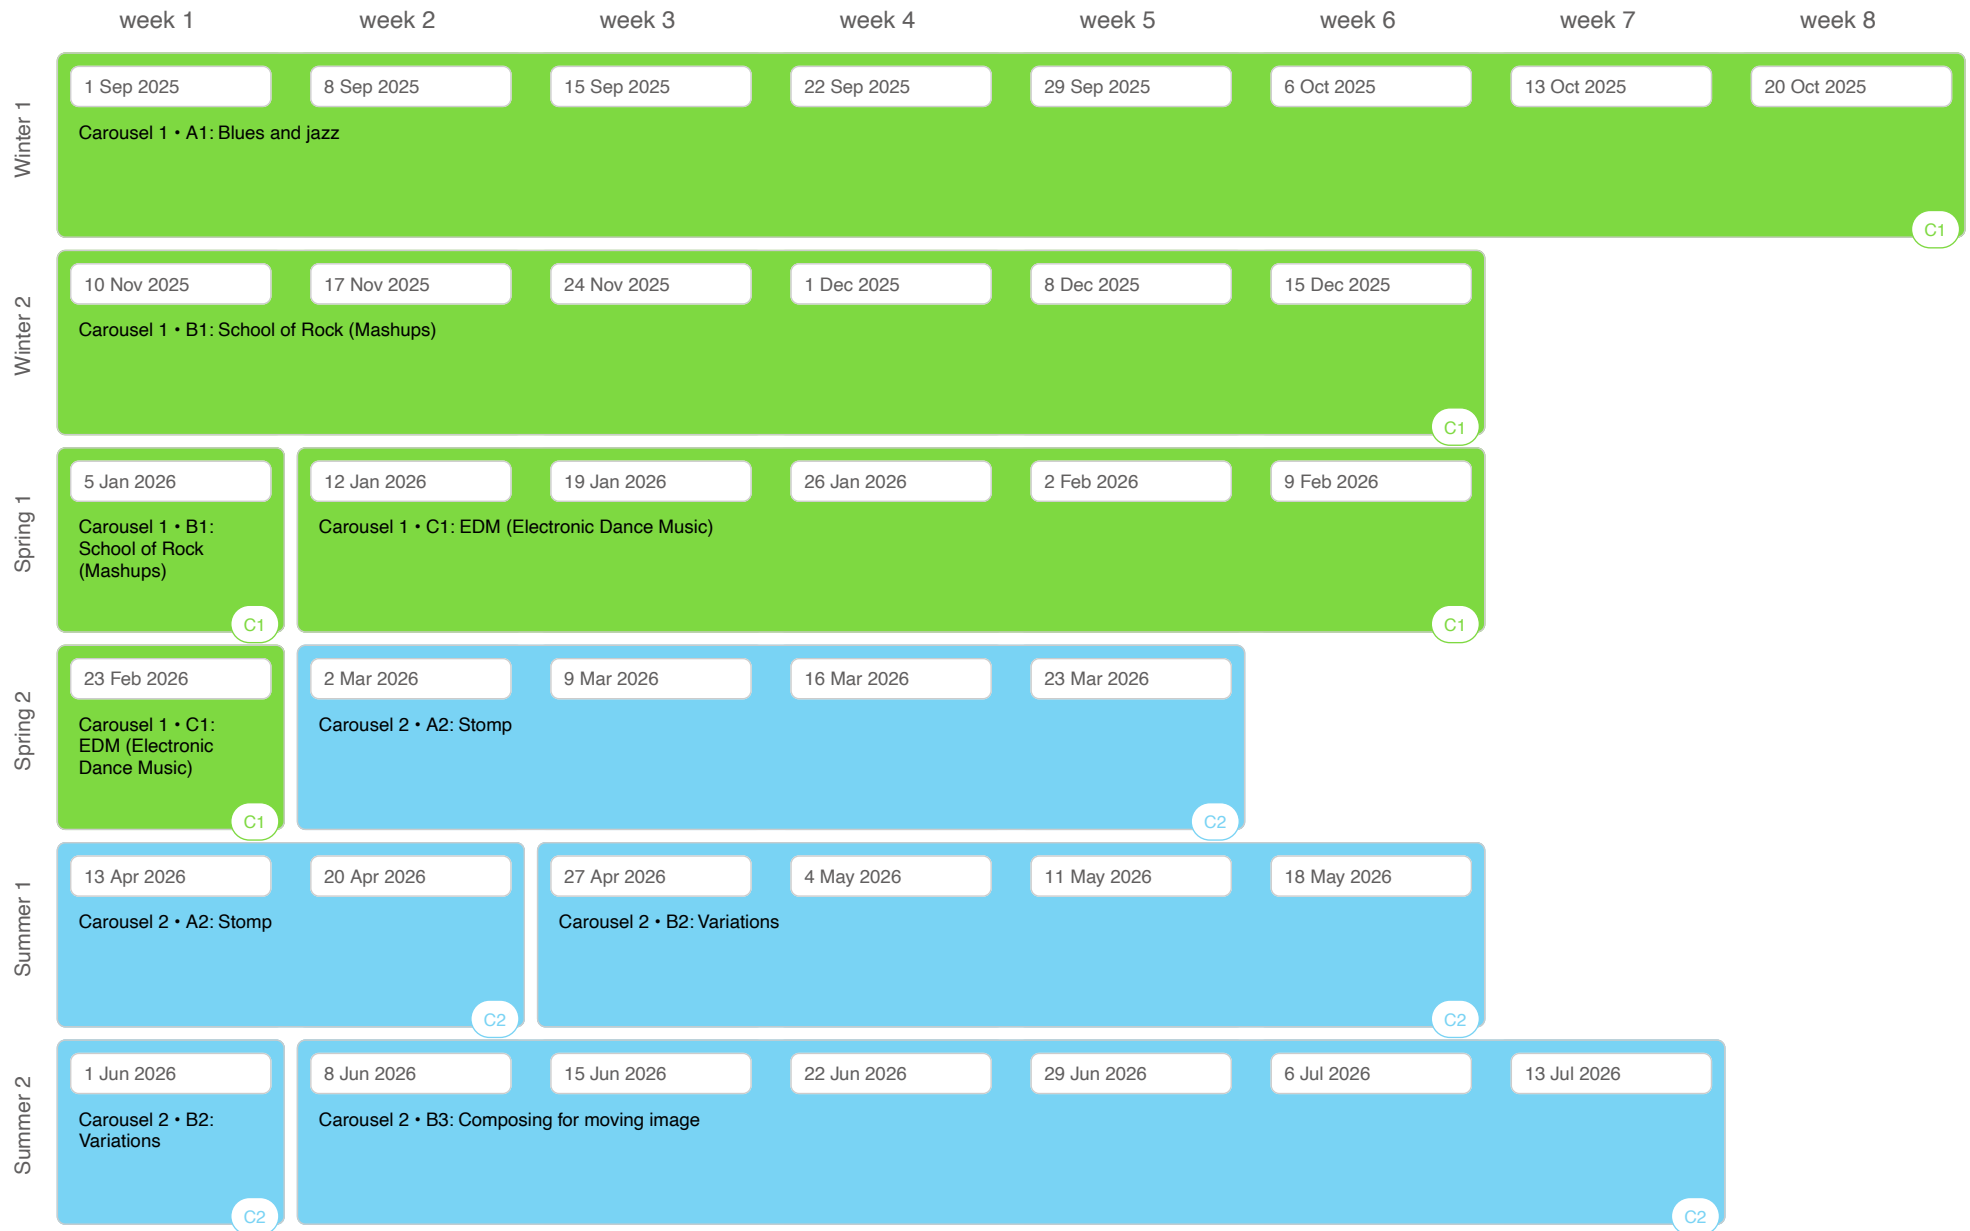 week 1
week 2
week 3
week 4
week 5
week 6
week 7
week 8
Winter 1
1 Sep 2025
8 Sep 2025
15 Sep 2025
22 Sep 2025
29 Sep 2025
6 Oct 2025
13 Oct 2025
20 Oct 2025
Carousel 1 • A1: Blues and jazz
C1
Winter 2
10 Nov 2025
17 Nov 2025
24 Nov 2025
1 Dec 2025
8 Dec 2025
15 Dec 2025
Carousel 1 • B1: School of Rock (Mashups)
C1
Spring 1
5 Jan 2026
Carousel 1 • B1:
School of Rock
(Mashups)
C1
12 Jan 2026
19 Jan 2026
26 Jan 2026
2 Feb 2026
9 Feb 2026
Carousel 1 • C1: EDM (Electronic Dance Music)
C1
Spring 2
23 Feb 2026
Carousel 1 • C1:
EDM (Electronic
Dance Music)
C1
2 Mar 2026
9 Mar 2026
16 Mar 2026
23 Mar 2026
Carousel 2 • A2: Stomp
C2
Summer 1
13 Apr 2026
20 Apr 2026
Carousel 2 • A2: Stomp
C2
27 Apr 2026
4 May 2026
11 May 2026
18 May 2026
Carousel 2 • B2: Variations
C2
Summer 2
1 Jun 2026
Carousel 2 • B2:
Variations
C2
8 Jun 2026
15 Jun 2026
22 Jun 2026
29 Jun 2026
6 Jul 2026
13 Jul 2026
Carousel 2 • B3: Composing for moving image
C2